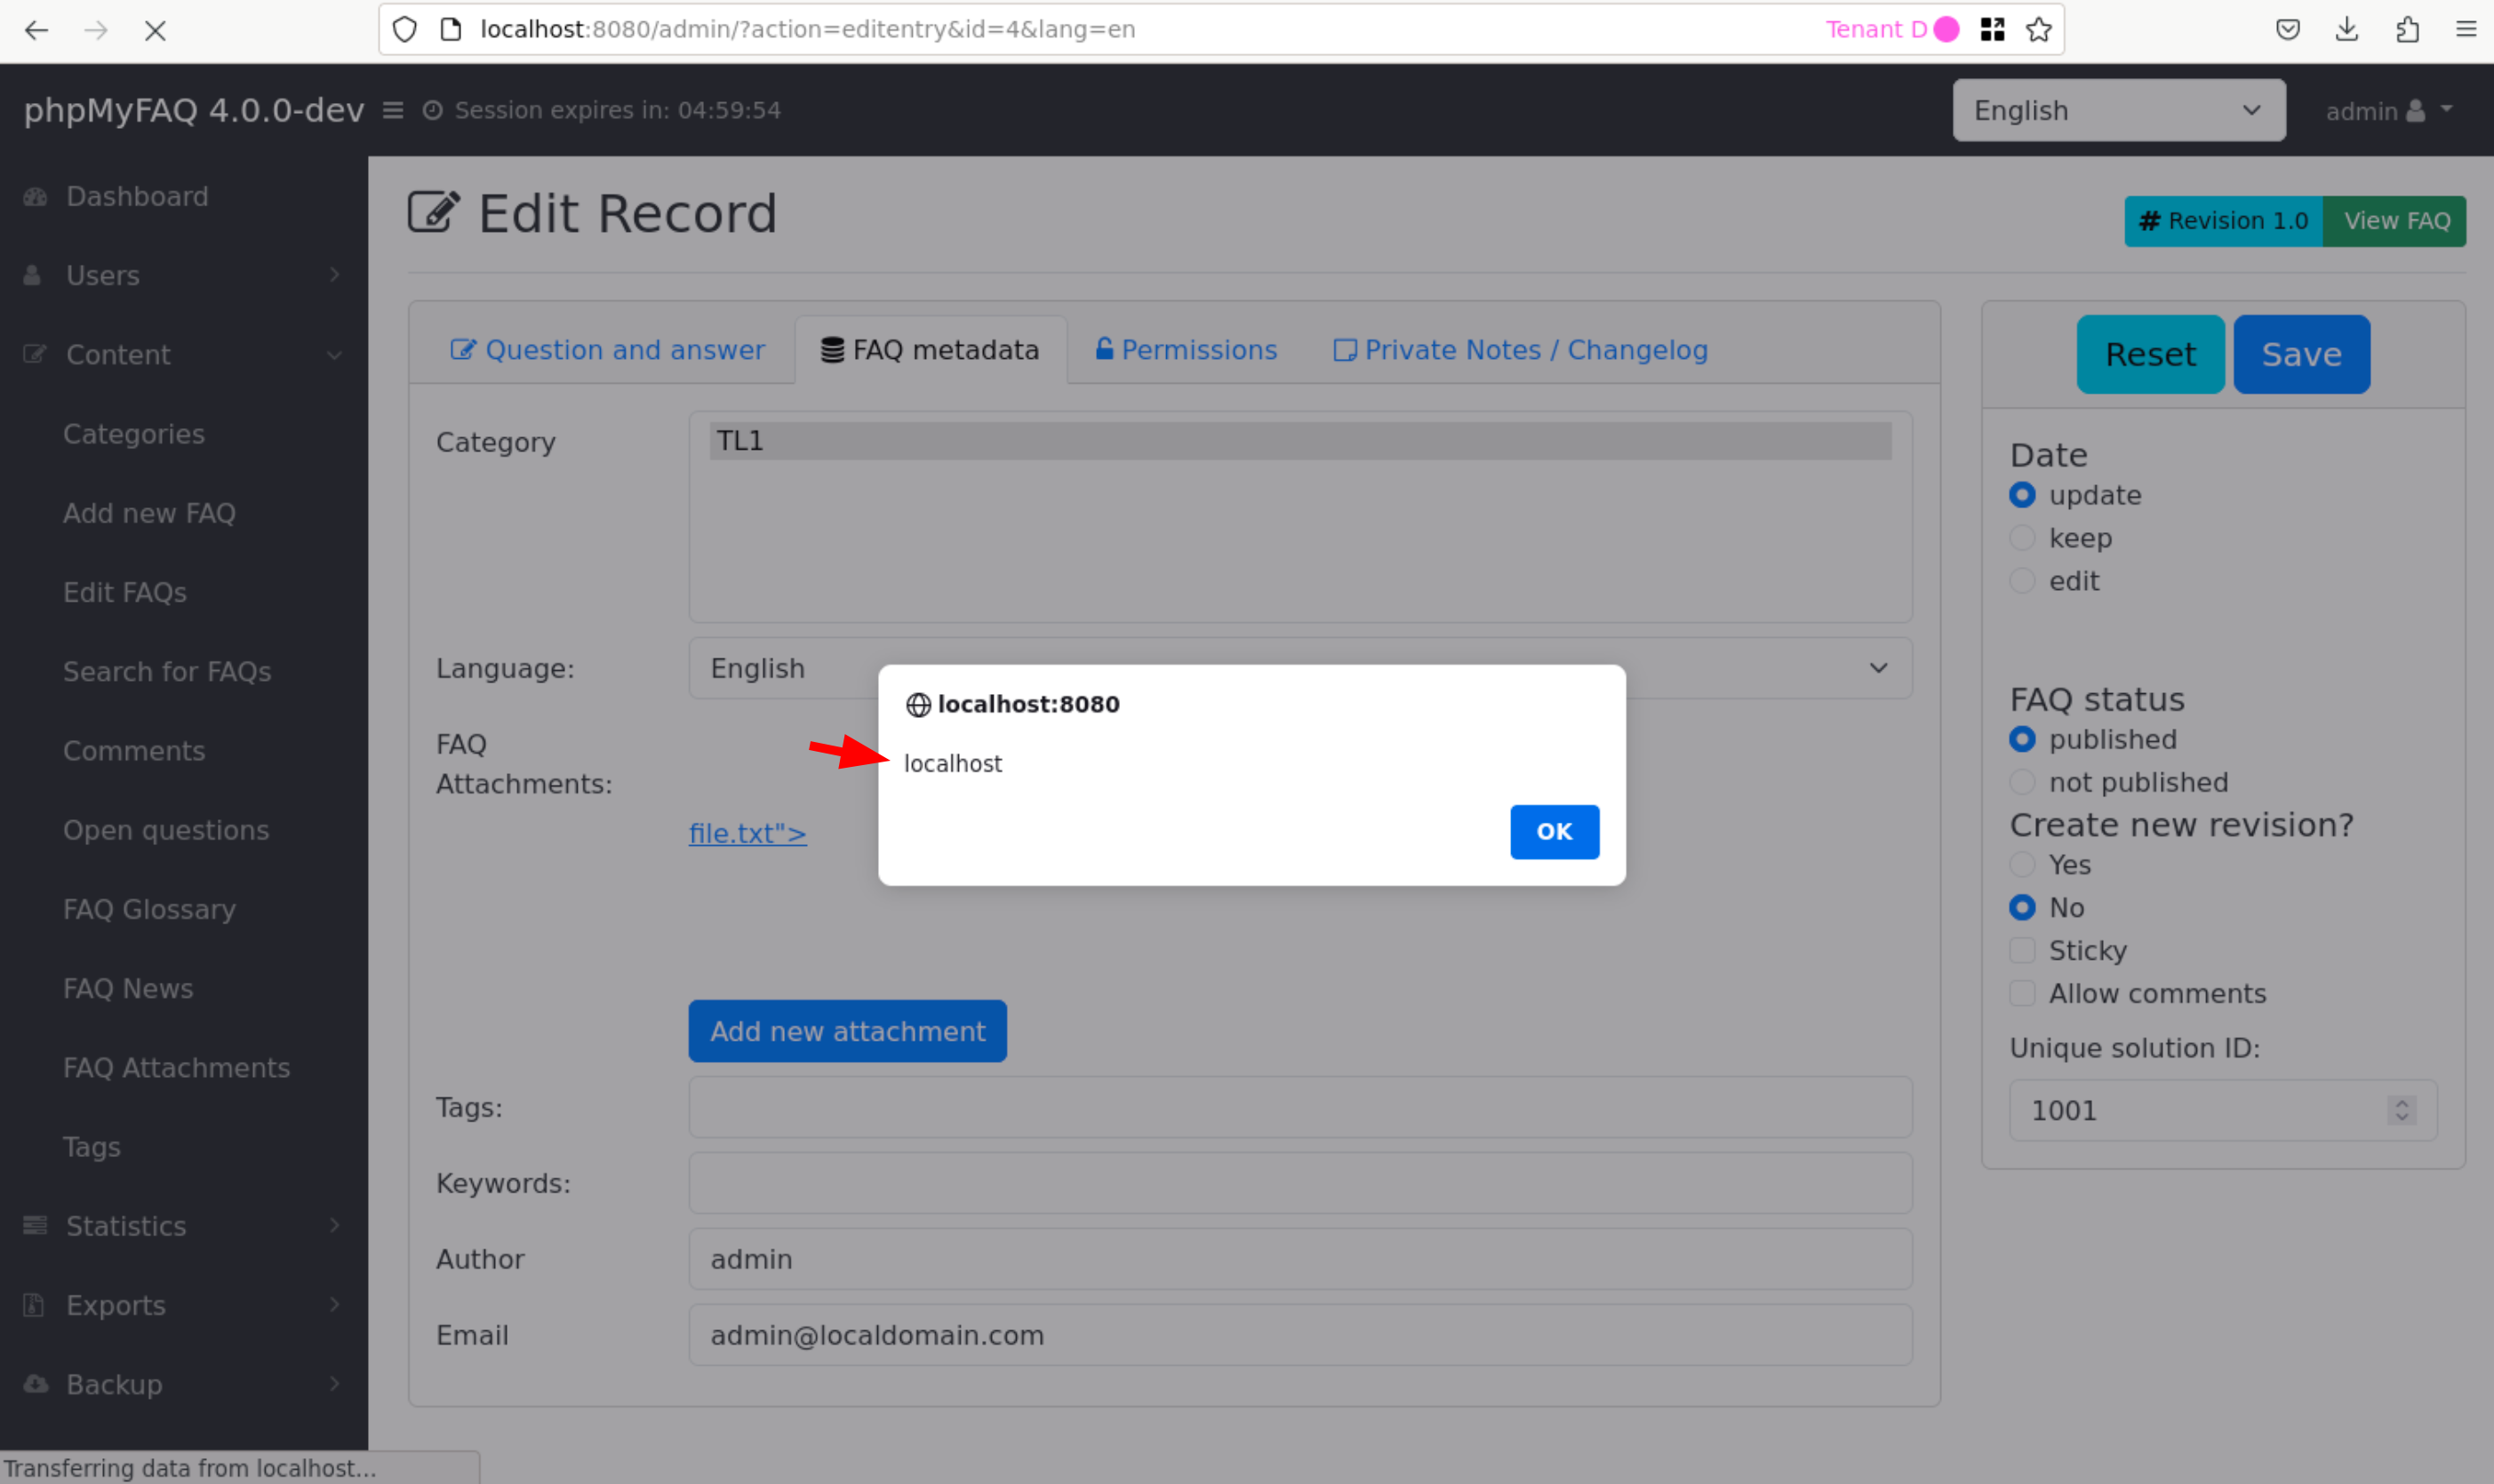 localhost:8080/admin/?action=editentry&id=4&lang=en
Tenant D
phpMyFAQ 4.0.0-dev
Session expires in: 04:59:54
English
admin
Dashboard
Users
Content
Categories
Add new FAQ
Edit FAQs
Search for FAQs
Comments
Open questions
FAQ Glossary
FAQ News
FAQ Attachments
Tags
Statistics
Exports
Backup
Edit Record
# Revision 1.0
View FAQ
Question and answer
FAQ metadata
Permissions
Private Notes / Changelog
Category
TL1
Language:
English
FAQ
Attachments:
file.txt">
Add new attachment
Tags:
Keywords:
Author
admin
Email
admin@localdomain.com
localhost:8080
localhost
OK
Reset
Save
Date
update
keep
edit
FAQ status
published
not published
Create new revision?
Yes
No
Sticky
Allow comments
Unique solution ID:
1001
Transferring data from localhost...